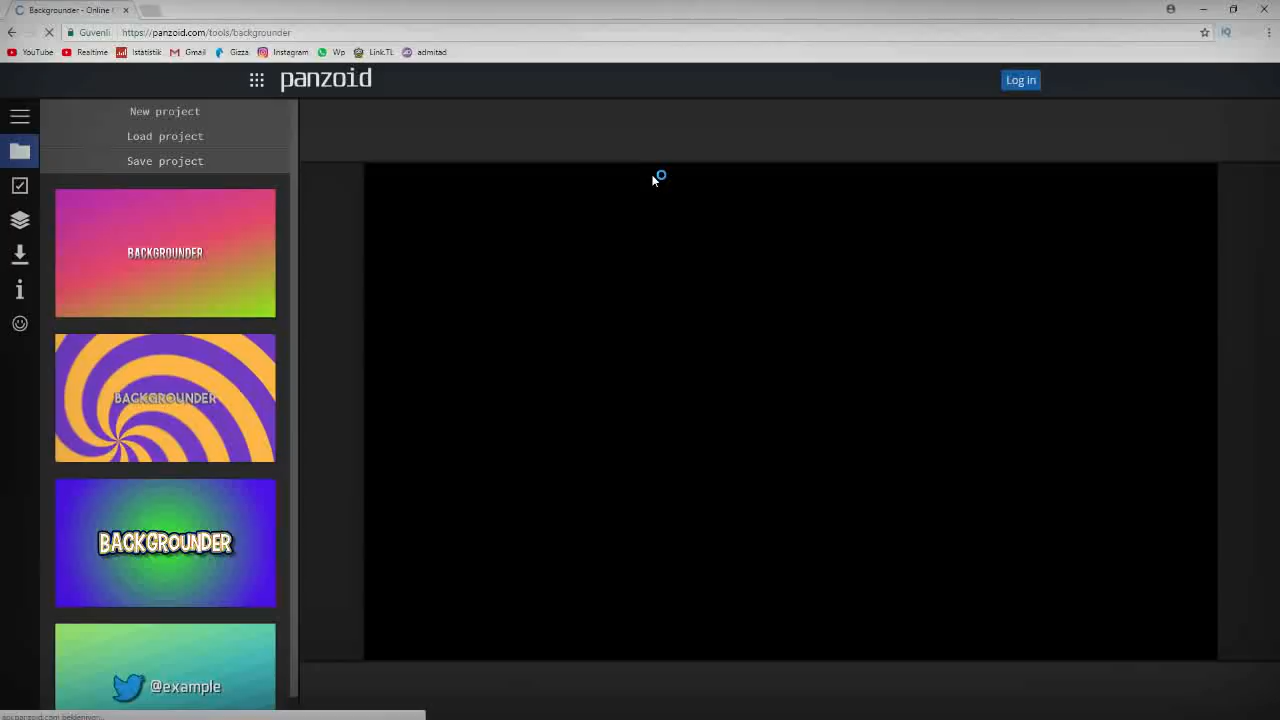 Backgrounder - Online
Güvenli https://panzoid.com/tools/backgrounder
YouTube Realtime İstatistik Gmail Gizza Instagram Wp Link.TL admitad
panzoid
Log in
New project
Load project
Save project
BACKGROUNDER
BACKGROUNDER
BACKGROUNDER
@example